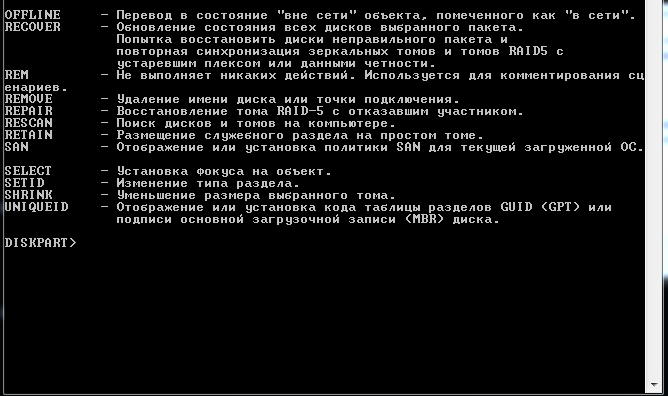 OFFLINE     - Перевод в состояние "вне сети" объекта, помеченного как "в сети".
RECOVER     - Обновление состояния всех дисков выбранного пакета.
              Попытка восстановить диски неправильного пакета и
              повторная синхронизация зеркальных томов и томов RAID5 с
              устаревшим плексом или данными четности.
REM         - Не выполняет никаких действий. Используется для комментирования сц
енариев.
REMOVE      - Удаление имени диска или точки подключения.
REPAIR      - Восстановление тома RAID-5 с отказавшим участником.
RESCAN      - Поиск дисков и томов на компьютере.
RETAIN      - Размещение служебного раздела на простом томе.
SAN         - Отображение или установка политики SAN для текущей загруженной ОС.
SELECT      - Установка фокуса на объект.
SETID       - Изменение типа раздела.
SHRINK      - Уменьшение размера выбранного тома.
UNIQUEID    - Отображение или установка кода таблицы разделов GUID (GPT) или
              подписи основной загрузочной записи (MBR) диска.
DISKPART>